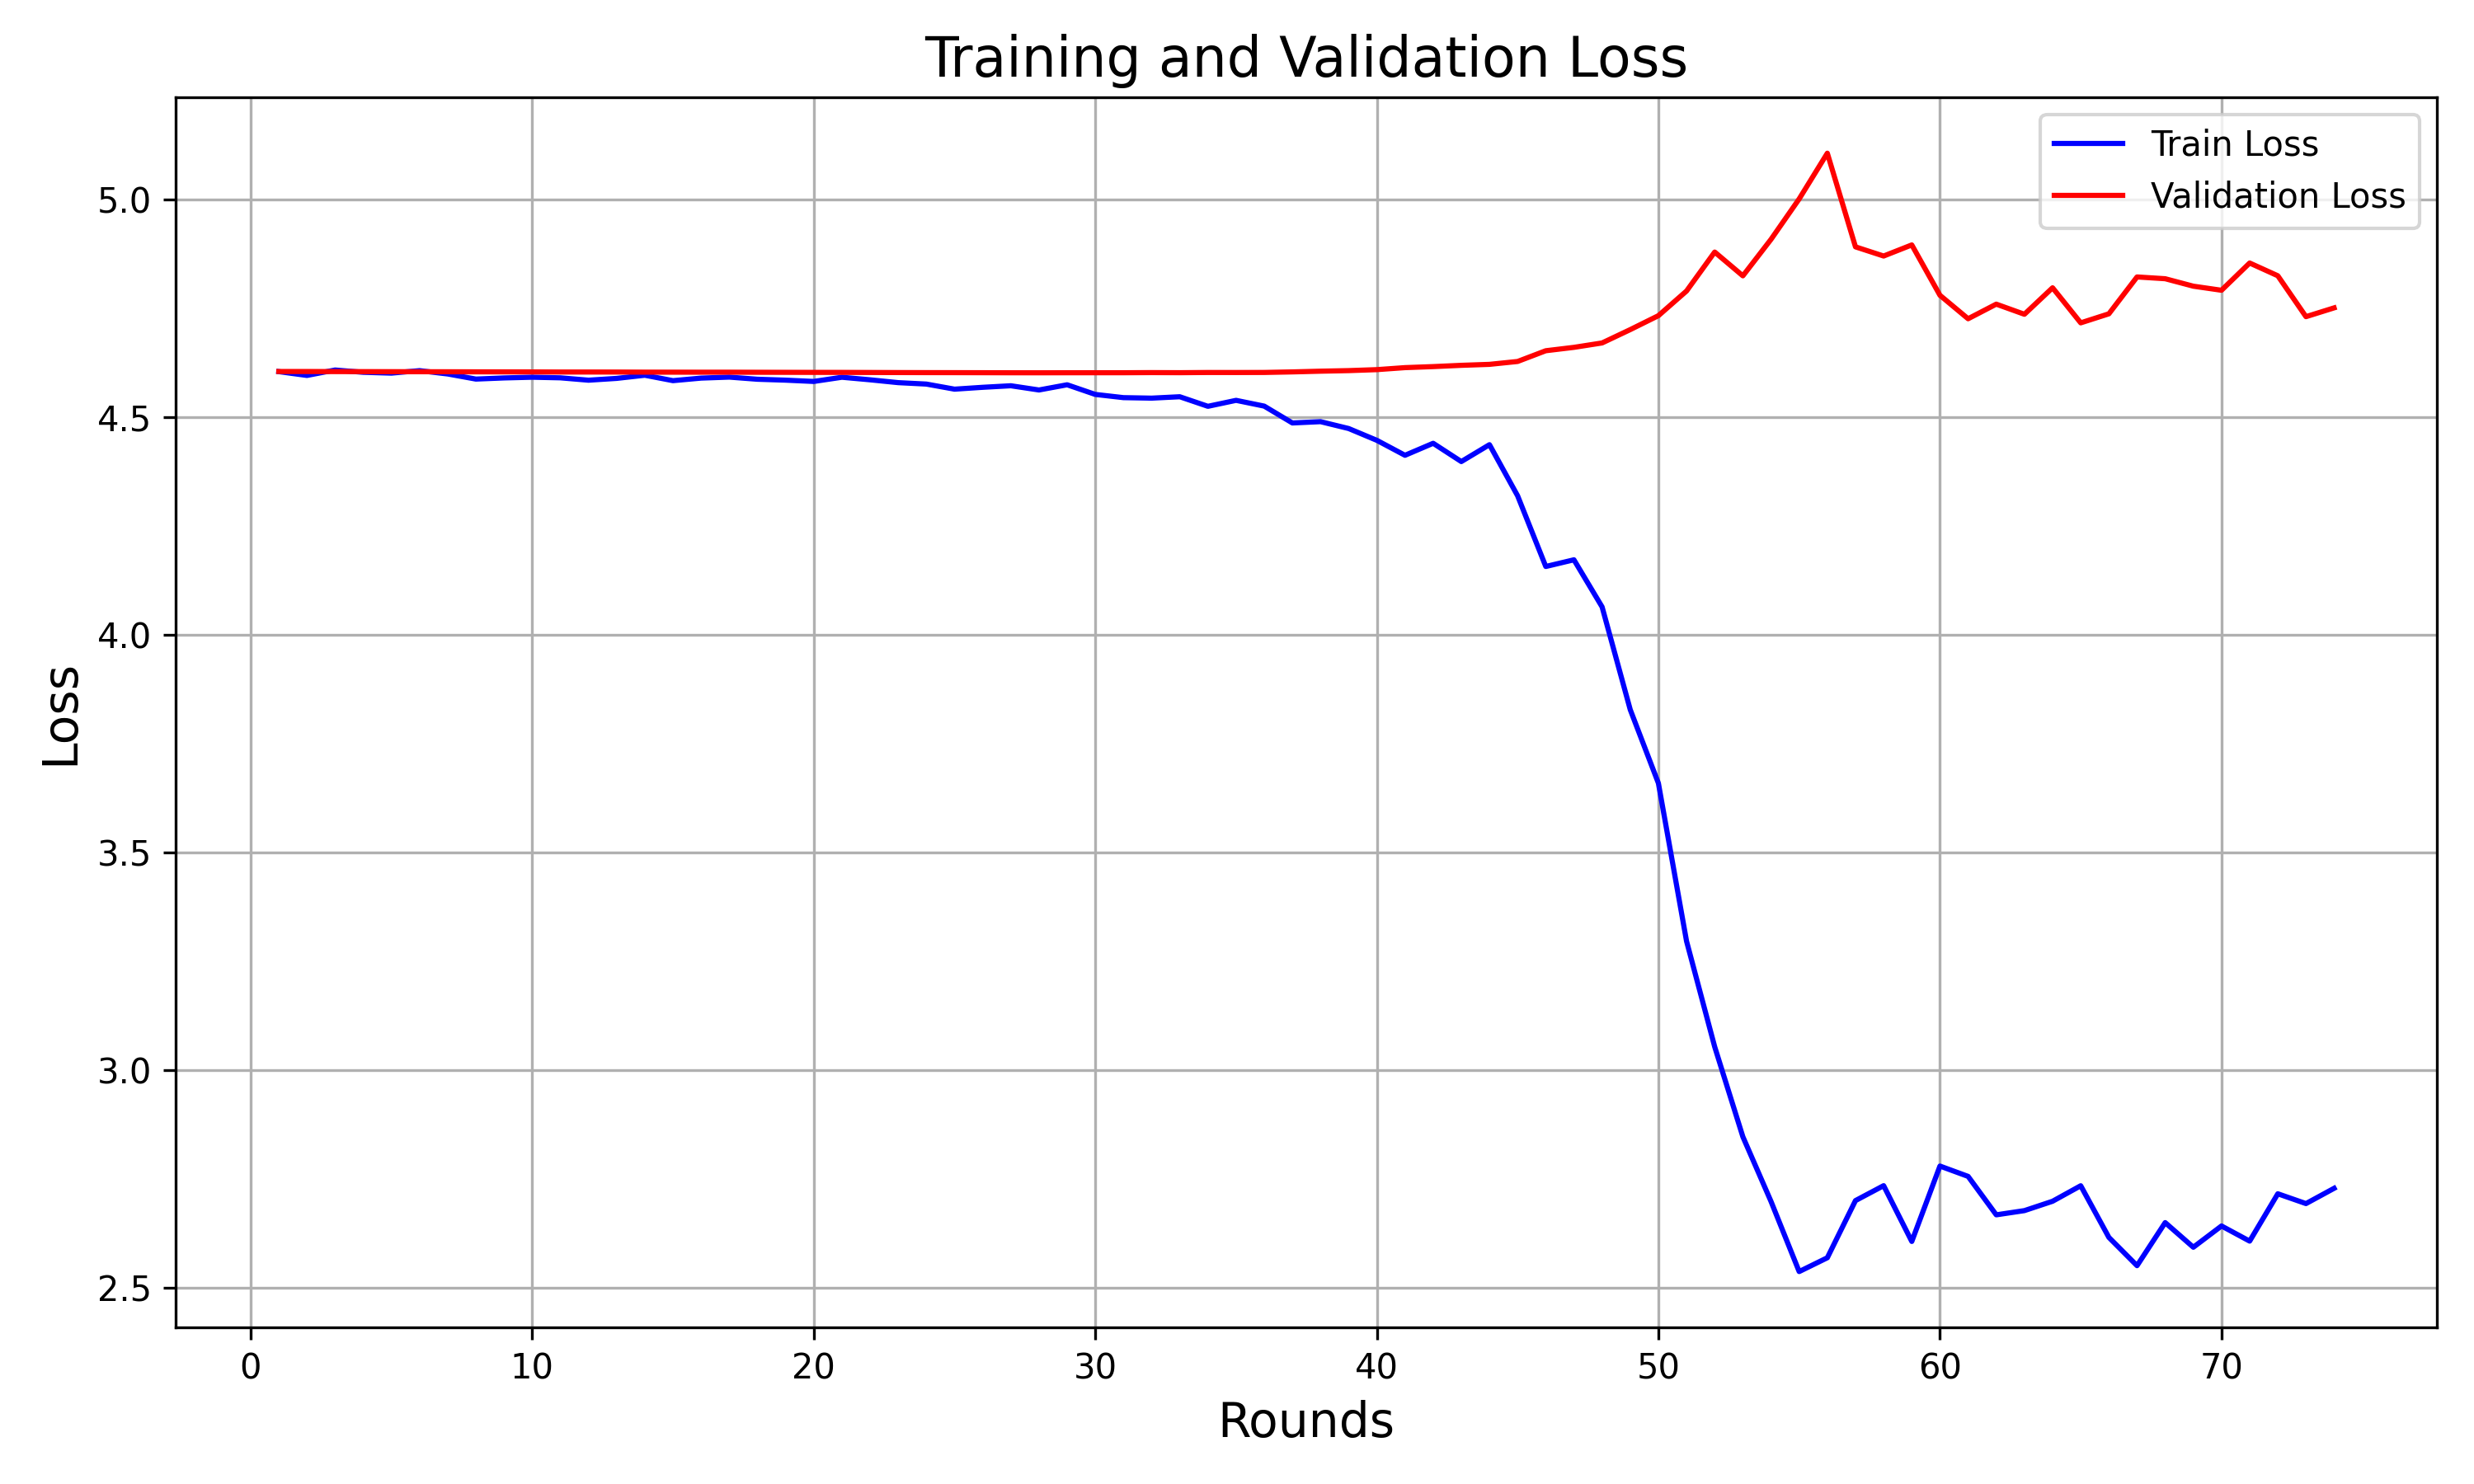 Training and Validation Loss
Train Loss
Validation Loss
5.0
4.5
4.0
3.5
3.0
2.5
Loss
0 10 20 30 40 50 60 70
Rounds